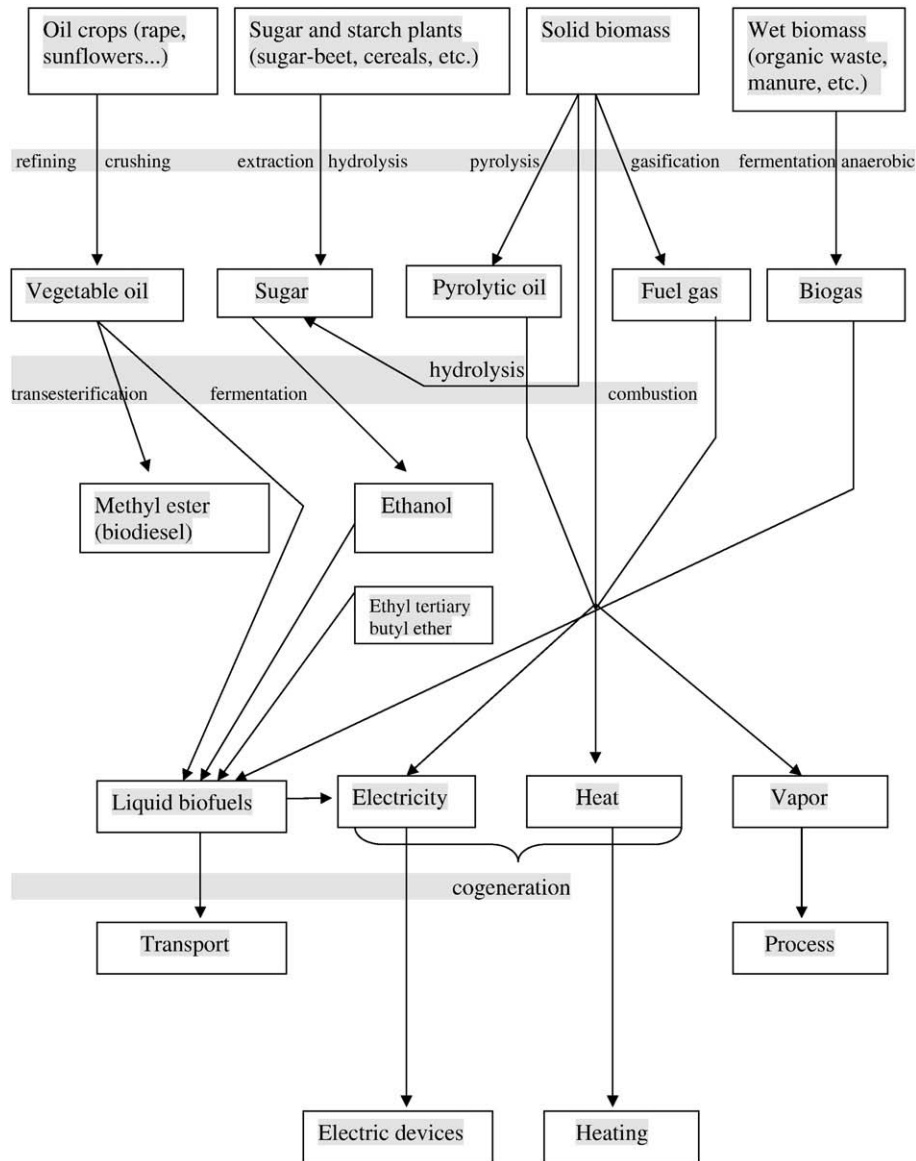 Oil crops (rape,
sunflowers...)
Sugar and starch plants
(sugar-beet, cereals, etc.)
Solid biomass
Wet biomass
(organic waste,
manure, etc.)
refining crushing
extraction hydrolysis
pyrolysis
gasification
fermentation anaerobic
Vegetable oil
Sugar
Pyrolytic oil
Fuel gas
Biogas
hydrolysis
transesterification
fermentation
combustion
Methyl ester
(biodiesel)
Ethanol
Ethyl tertiary
butyl ether
Liquid biofuels
Electricity
Heat
Vapor
cogeneration
Transport
Process
Electric devices
Heating